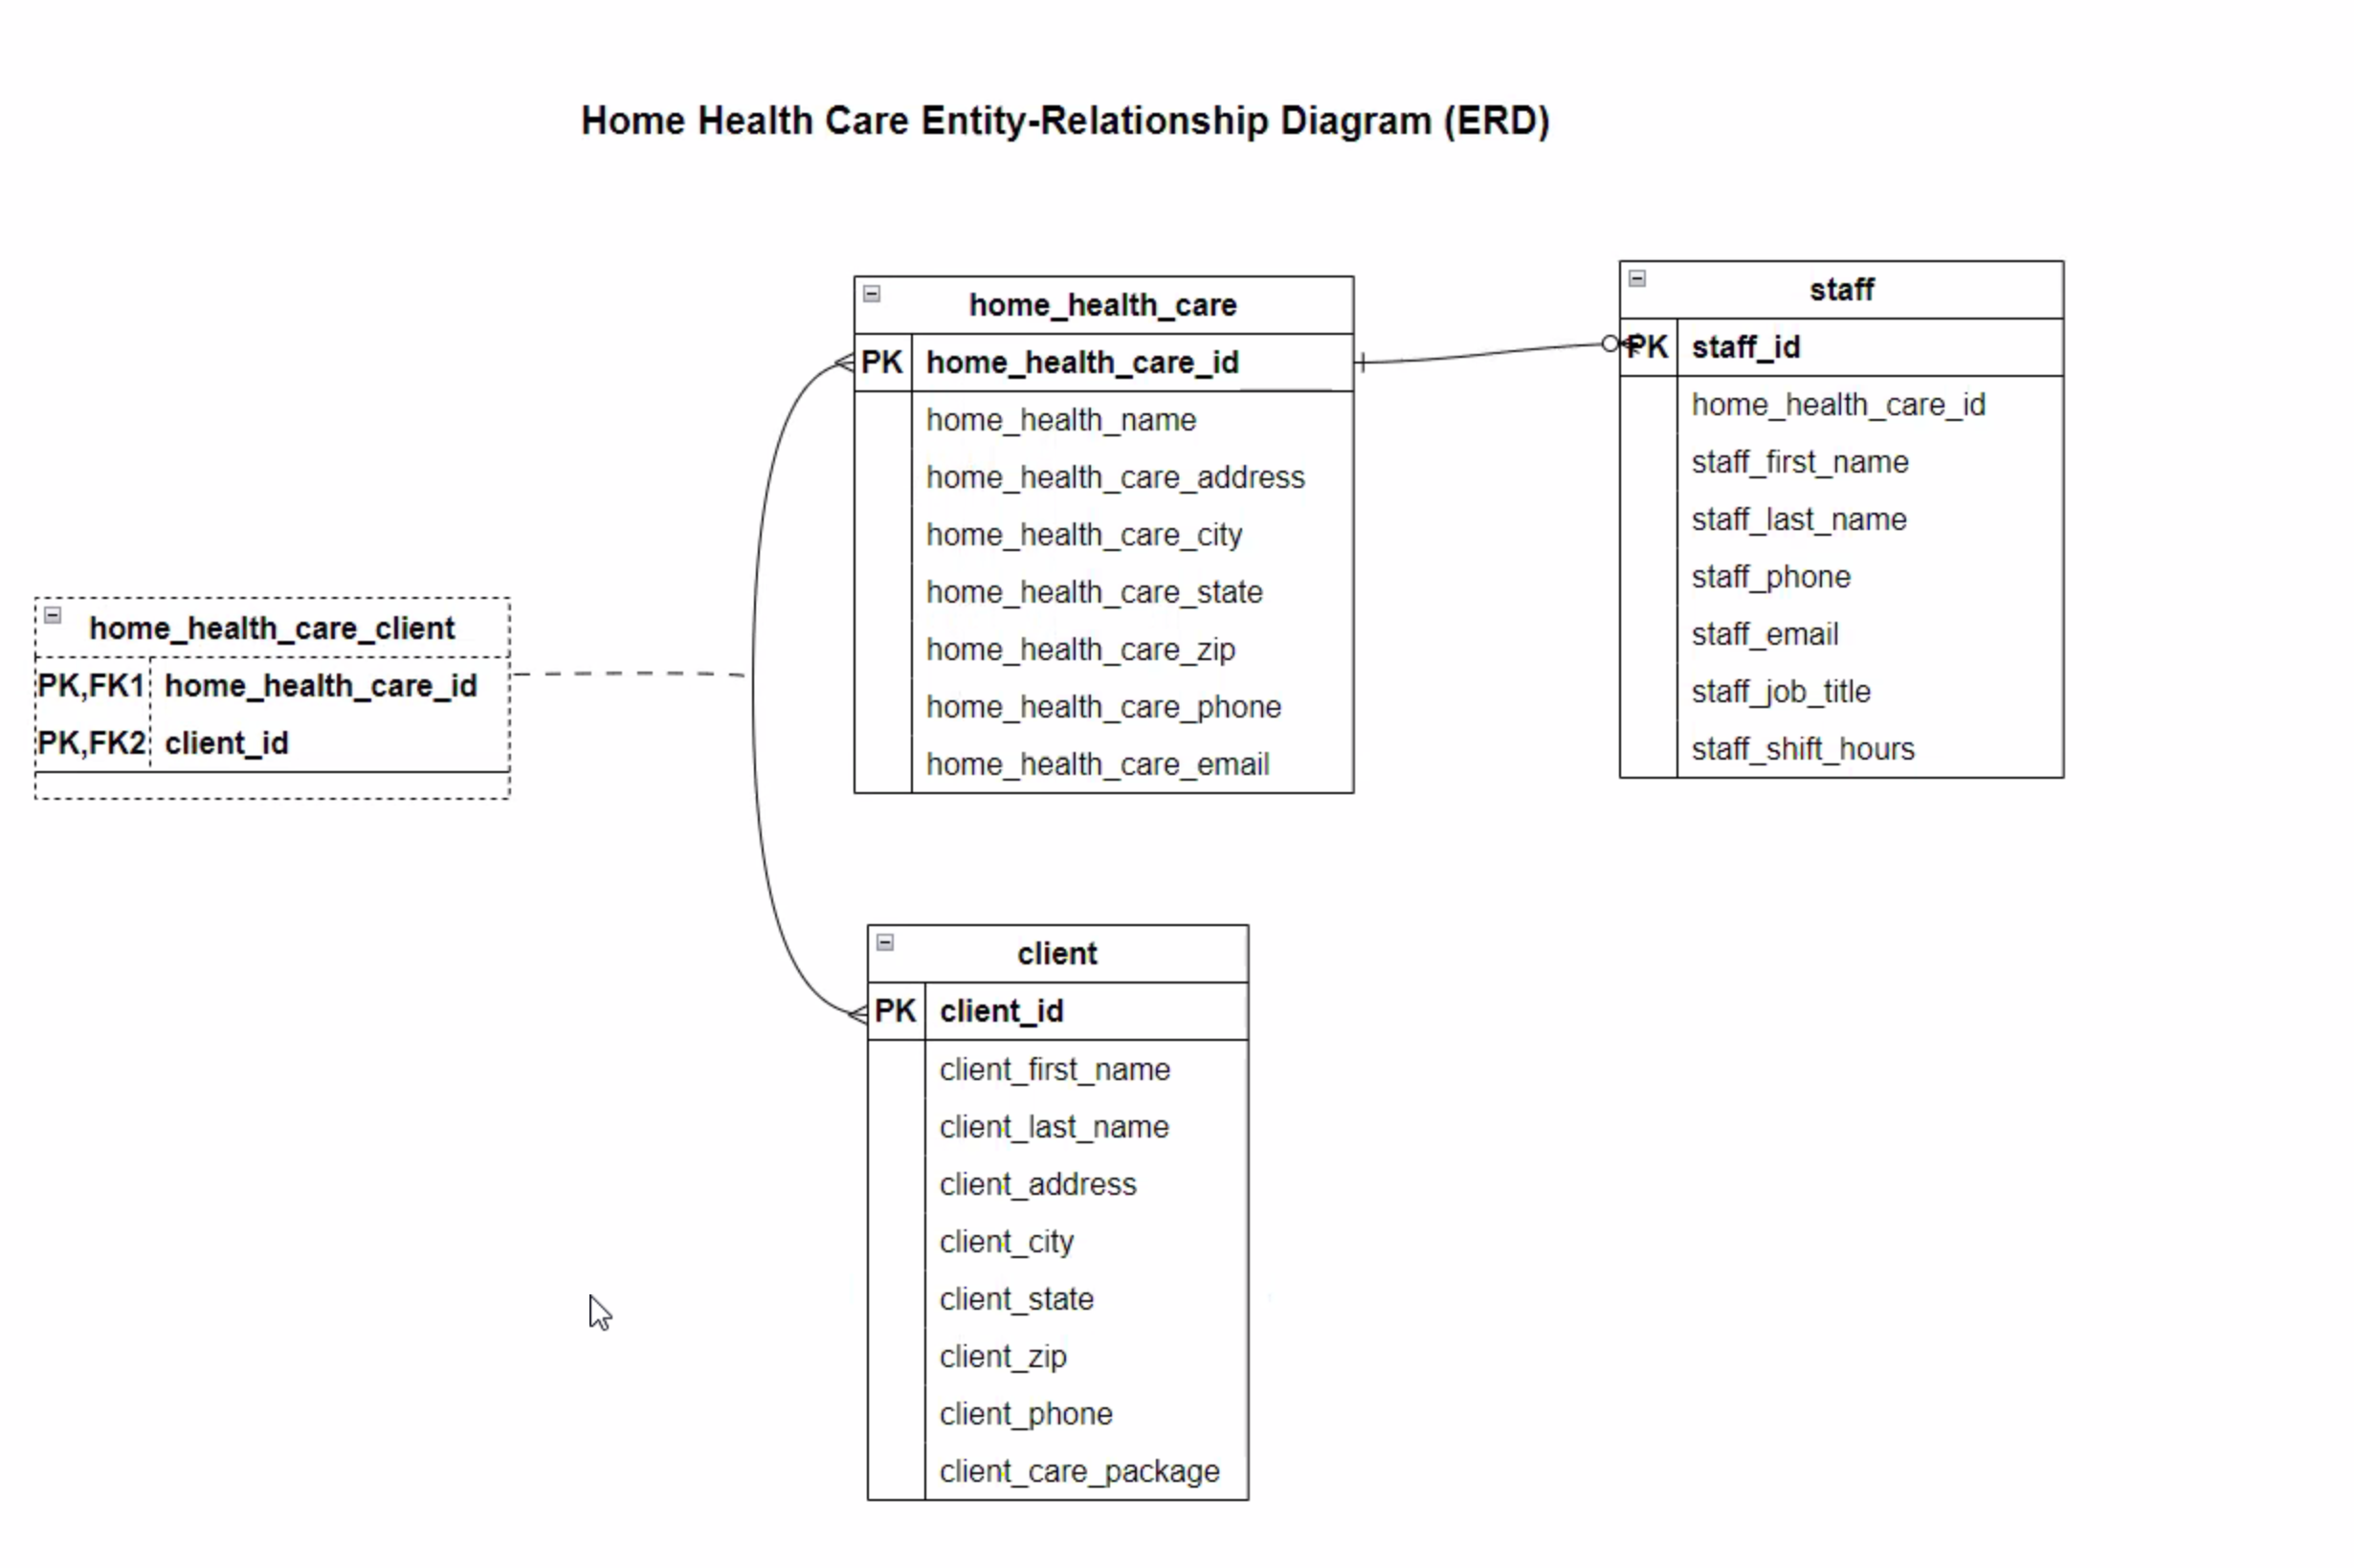 Home Health Care Entity-Relationship Diagram (ERD)
home_health_care
PK home_health_care_id
home_health_name
home_health_care_address
home_health_care_city
home_health_care_state
home_health_care_zip
home_health_care_phone
home_health_care_email
staff
PK staff_id
home_health_care_id
staff_first_name
staff_last_name
staff_phone
staff_email
staff_job_title
staff_shift_hours
home_health_care_client
PK,FK1 home_health_care_id
PK,FK2 client_id
client
PK client_id
client_first_name
client_last_name
client_address
client_city
client_state
client_zip
client_phone
client_care_package